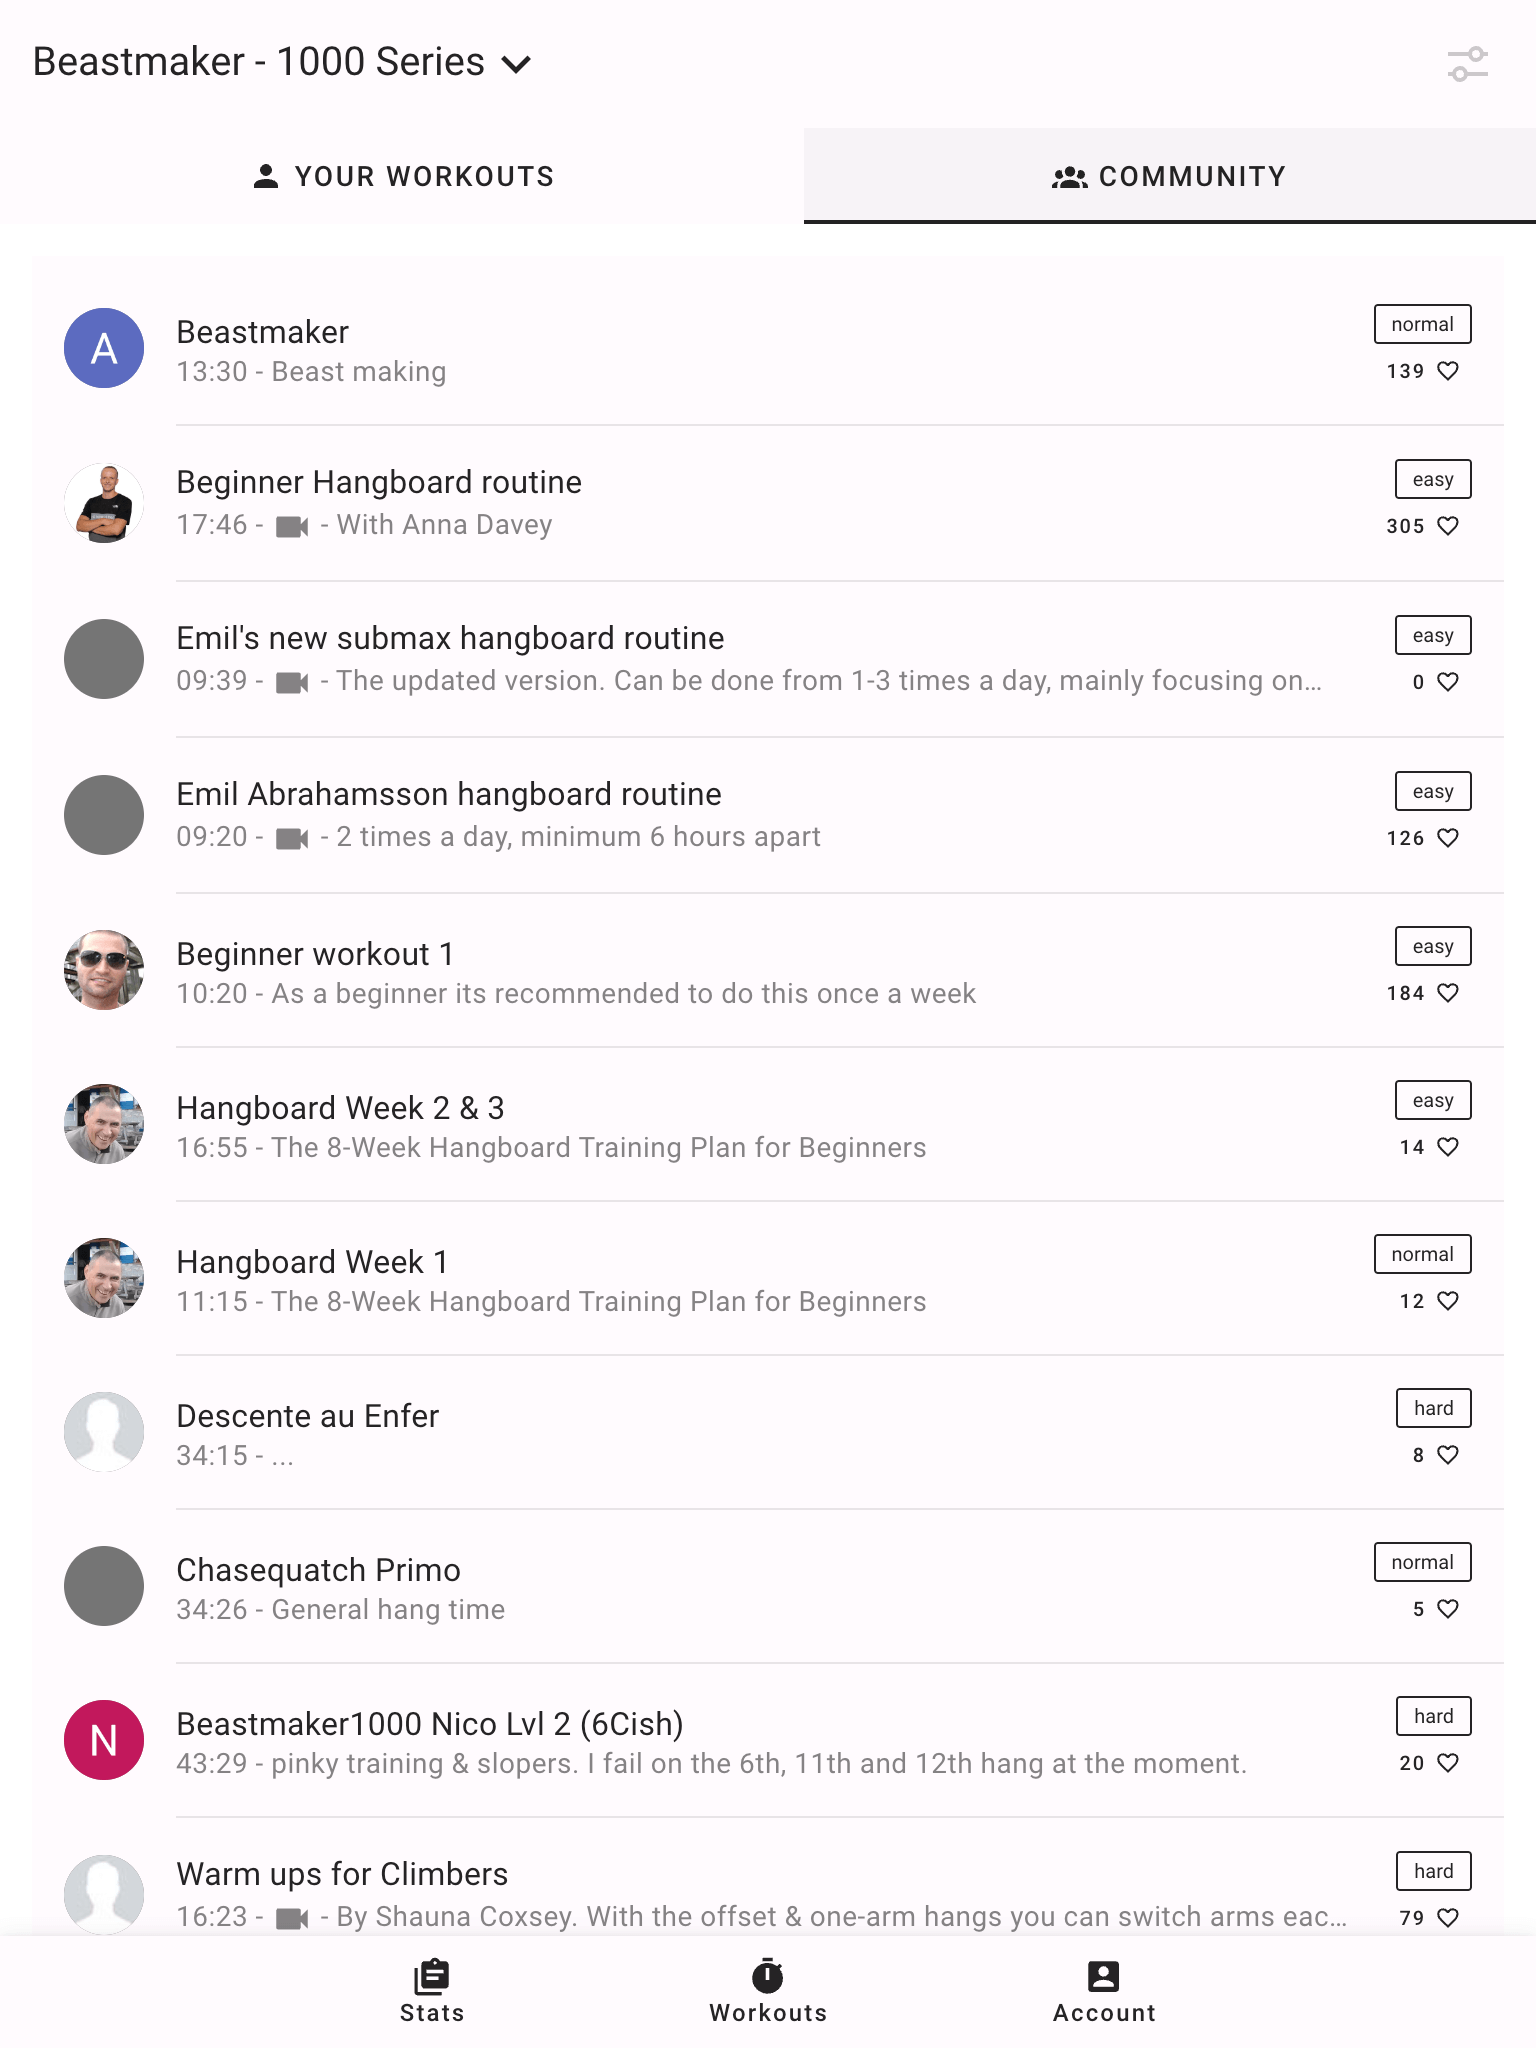 Beastmaker - 1000 Series
YOUR WORKOUTS
COMMUNITY
A
Beastmaker
13:30 - Beast making
normal
139
Beginner Hangboard routine
17:46 - - With Anna Davey
easy
305
Emil's new submax hangboard routine
09:39 - - The updated version. Can be done from 1-3 times a day, mainly focusing on...
easy
0
Emil Abrahamsson hangboard routine
09:20 - - 2 times a day, minimum 6 hours apart
easy
126
Beginner workout 1
10:20 - As a beginner its recommended to do this once a week
easy
184
Hangboard Week 2 & 3
16:55 - The 8-Week Hangboard Training Plan for Beginners
easy
14
Hangboard Week 1
11:15 - The 8-Week Hangboard Training Plan for Beginners
normal
12
Descente au Enfer
34:15 - ...
hard
8
Chasequatch Primo
34:26 - General hang time
normal
5
N
Beastmaker1000 Nico Lvl 2 (6Cish)
43:29 - pinky training & slopers. I fail on the 6th, 11th and 12th hang at the moment.
hard
20
Warm ups for Climbers
16:23 - - By Shauna Coxsey. With the offset & one-arm hangs you can switch arms eac...
hard
79
Stats
Workouts
Account